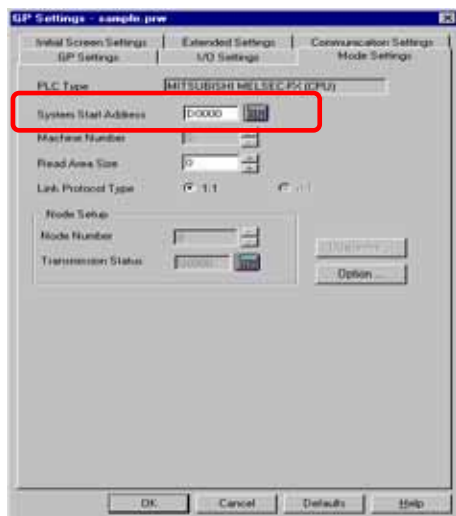 GP Settings - sample.prw
Initial Screen Settings Extended Settings Communication Settings
GP Settings I/O Settings Mode Settings
PLC Type MITSUBISHI MELSEC-FX (CPU)
System Start Address D0000
Machine Number
Read Area Size 0
Link Protocol Type 1:1
Node Setup
Node Number
Transmission Status
Option ...
OK Cancel Defaults Help